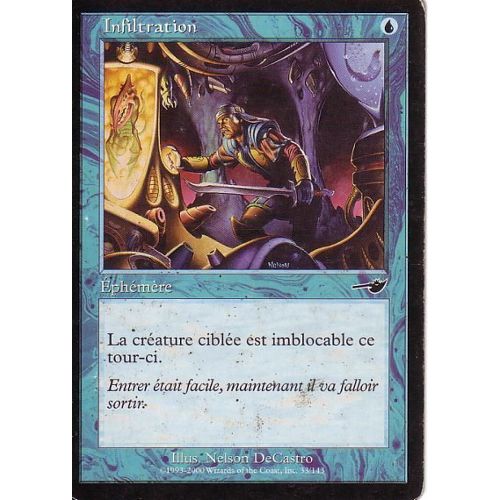 Infiltration
Éphémère
La créature ciblée est imblocable ce
tour-ci.
Entrer était facile, maintenant il va falloir
sortir.
Illus. Nelson DeCastro
©1993-2000 Wizards of the Coast, Inc. 33/143